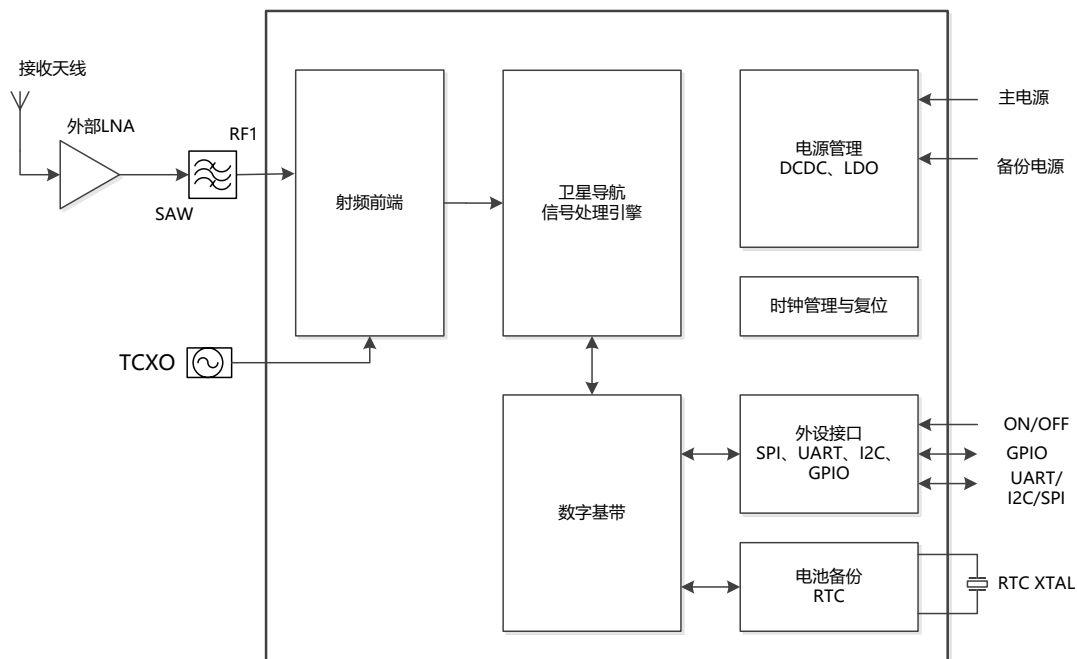 接收天线
外部LNA
RF1
SAW
TCXO
射频前端
卫星导航
信号处理引擎
电源管理
DCDC、LDO
主电源
备份电源
时钟管理与复位
数字基带
外设接口
SPI、UART、I2C、
GPIO
ON/OFF
GPIO
UART/
I2C/SPI
电池备份
RTC
RTC XTAL